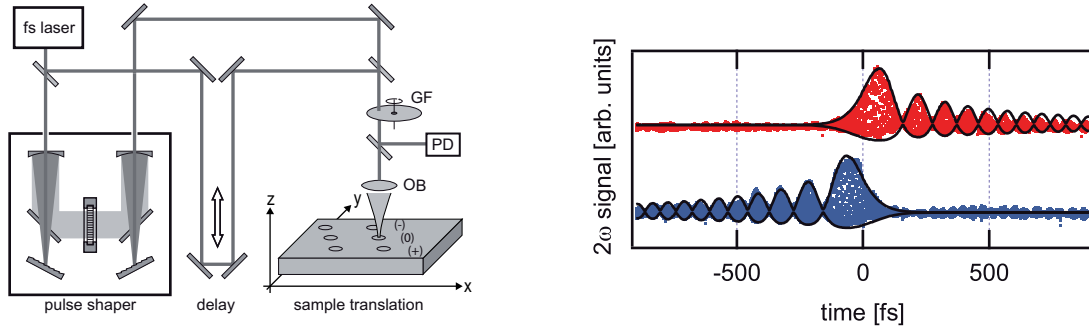 fs laser
GF
PD
OB
z
y
(-)
(0)
(+)
x
pulse shaper
delay
sample translation
2ω signal [arb. units]
-500
0
500
time [fs]